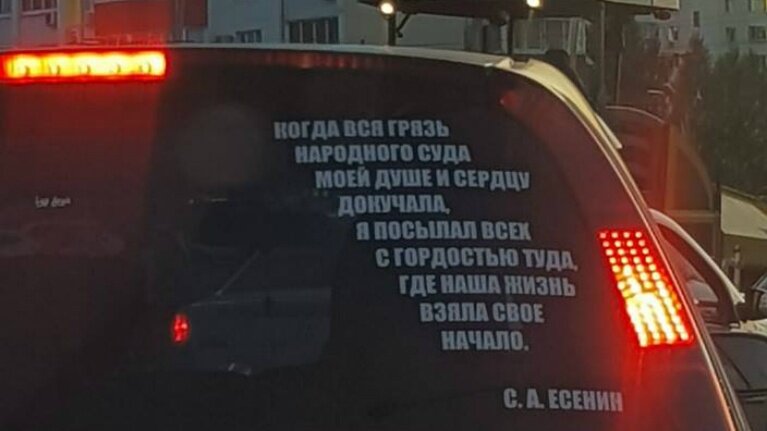 КОГДА ВСЯ ГРЯЗЬ
НАРОДНОГО СУДА
МОЕЙ ДУШЕ И СЕРДЦУ
ДОКУЧАЛА,
Я ПОСЫЛАЛ ВСЕХ
С ГОРДОСТЬЮ ТУДА,
ГДЕ НАША ЖИЗНЬ
ВЗЯЛА СВОЕ
НАЧАЛО.
С. А. ЕСЕНИН